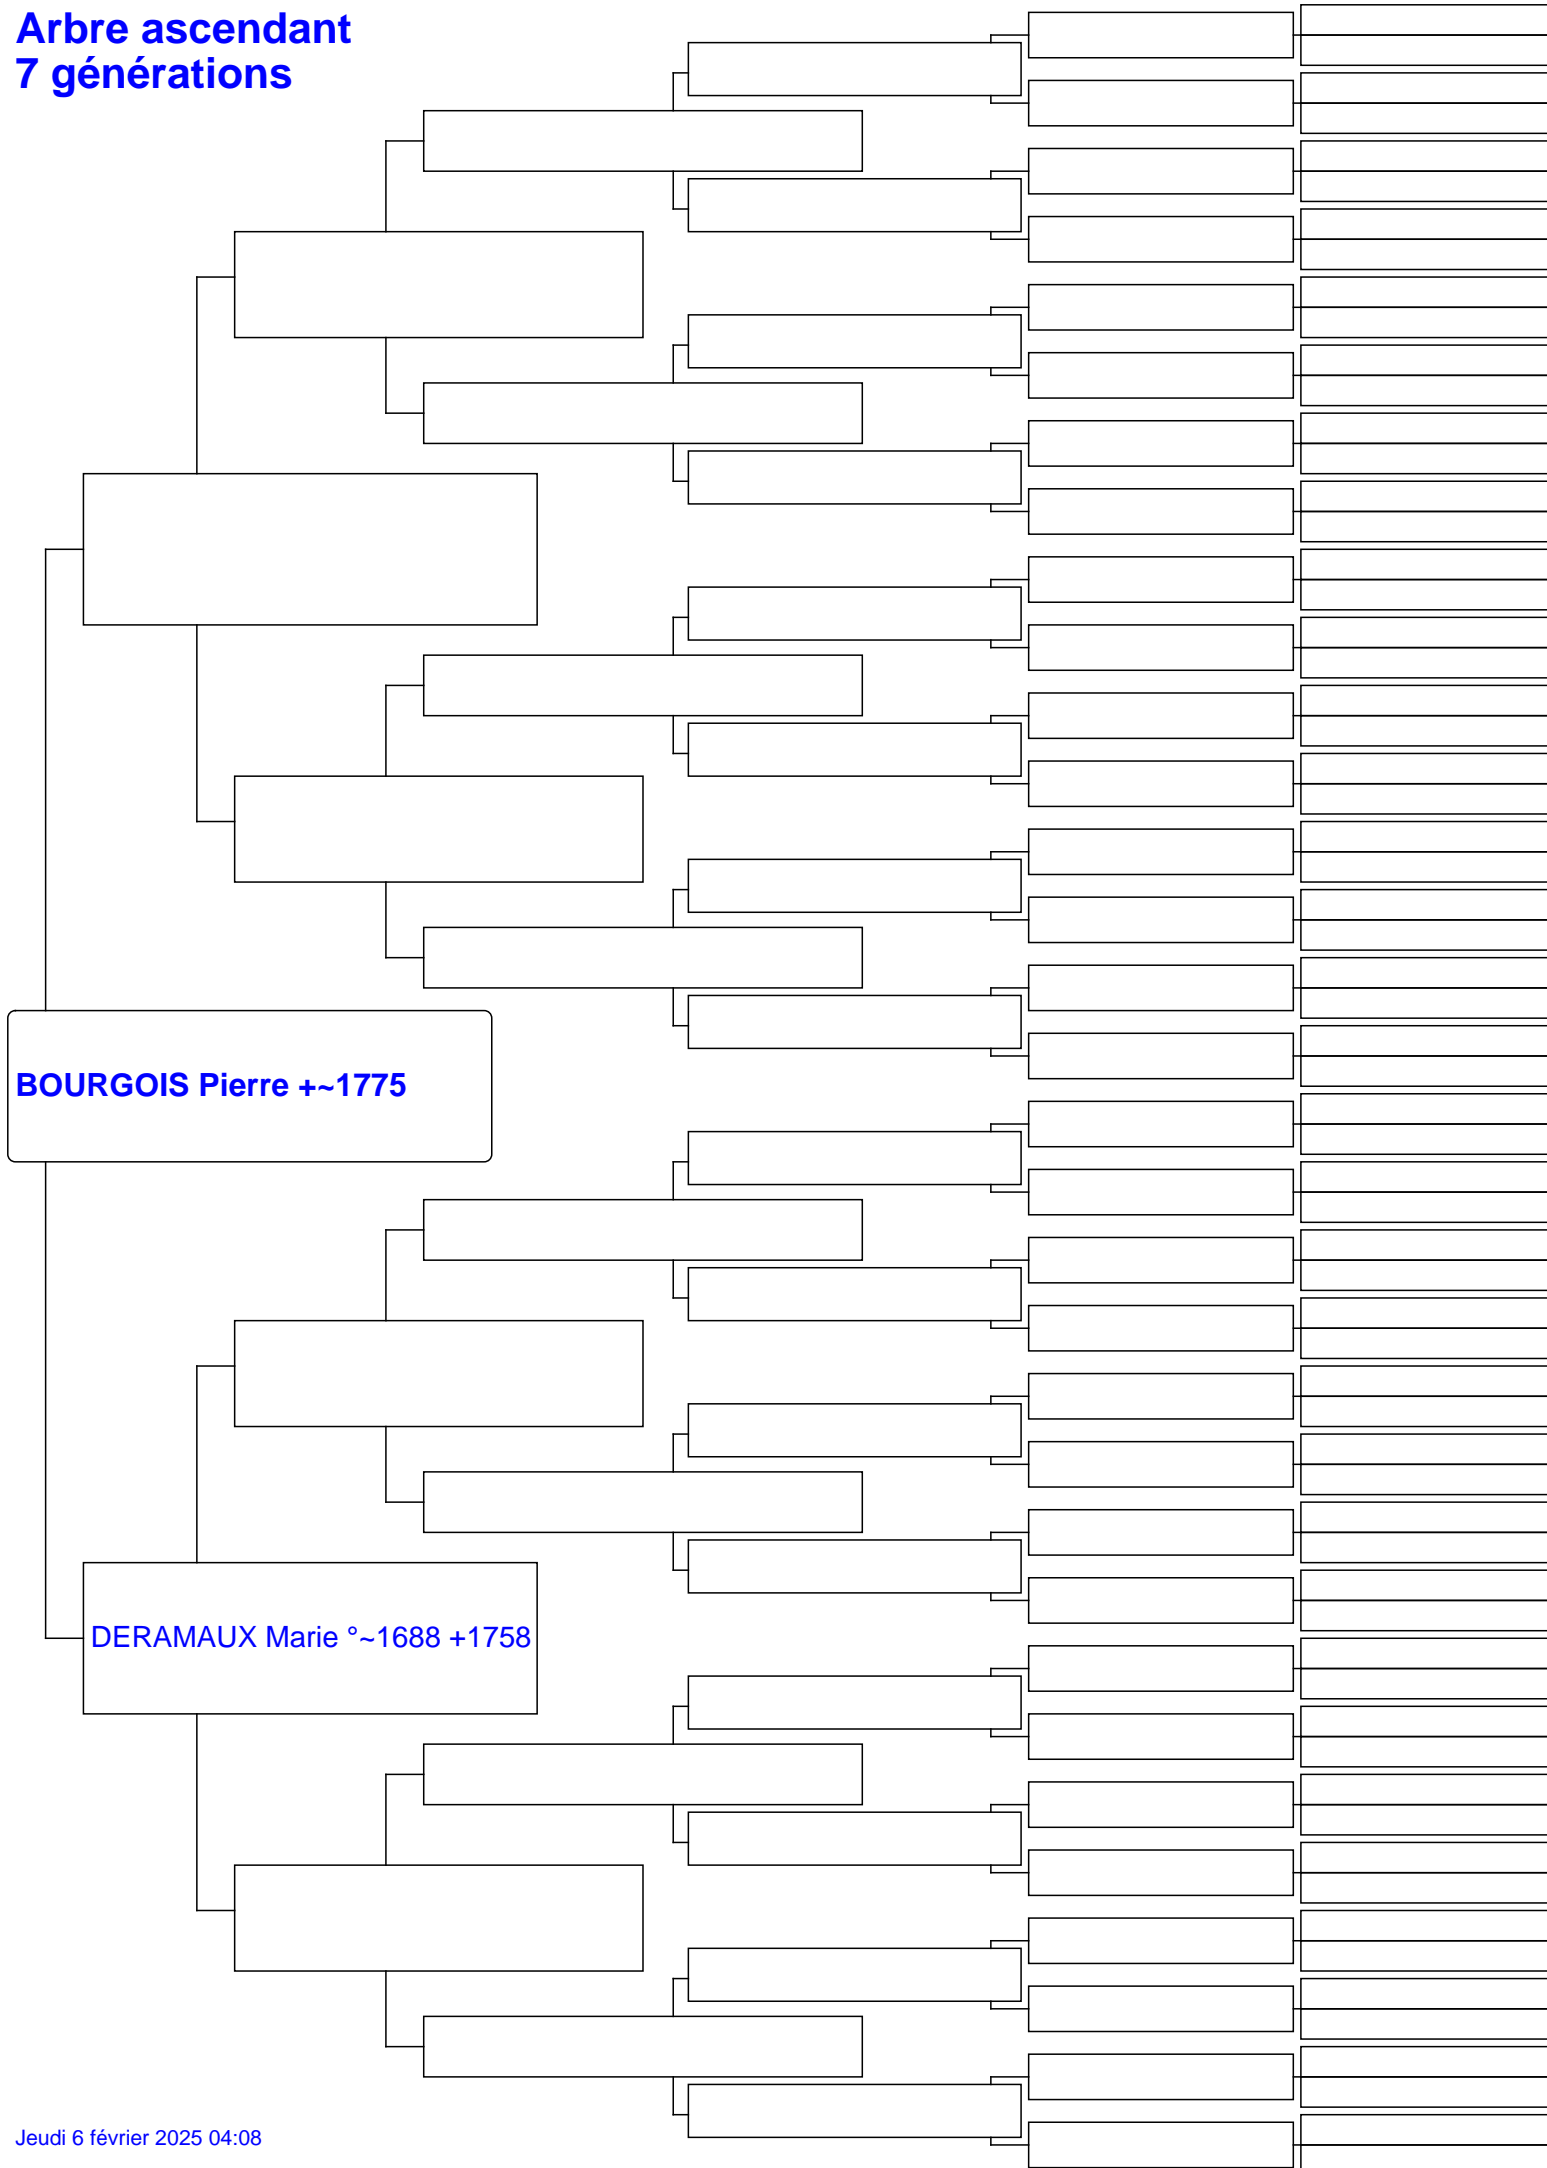 Arbre ascendant
7 générations
BOURGOIS Pierre +~1775
DERAMAUX Marie °~1688 +1758
Jeudi 6 février 2025 04:08